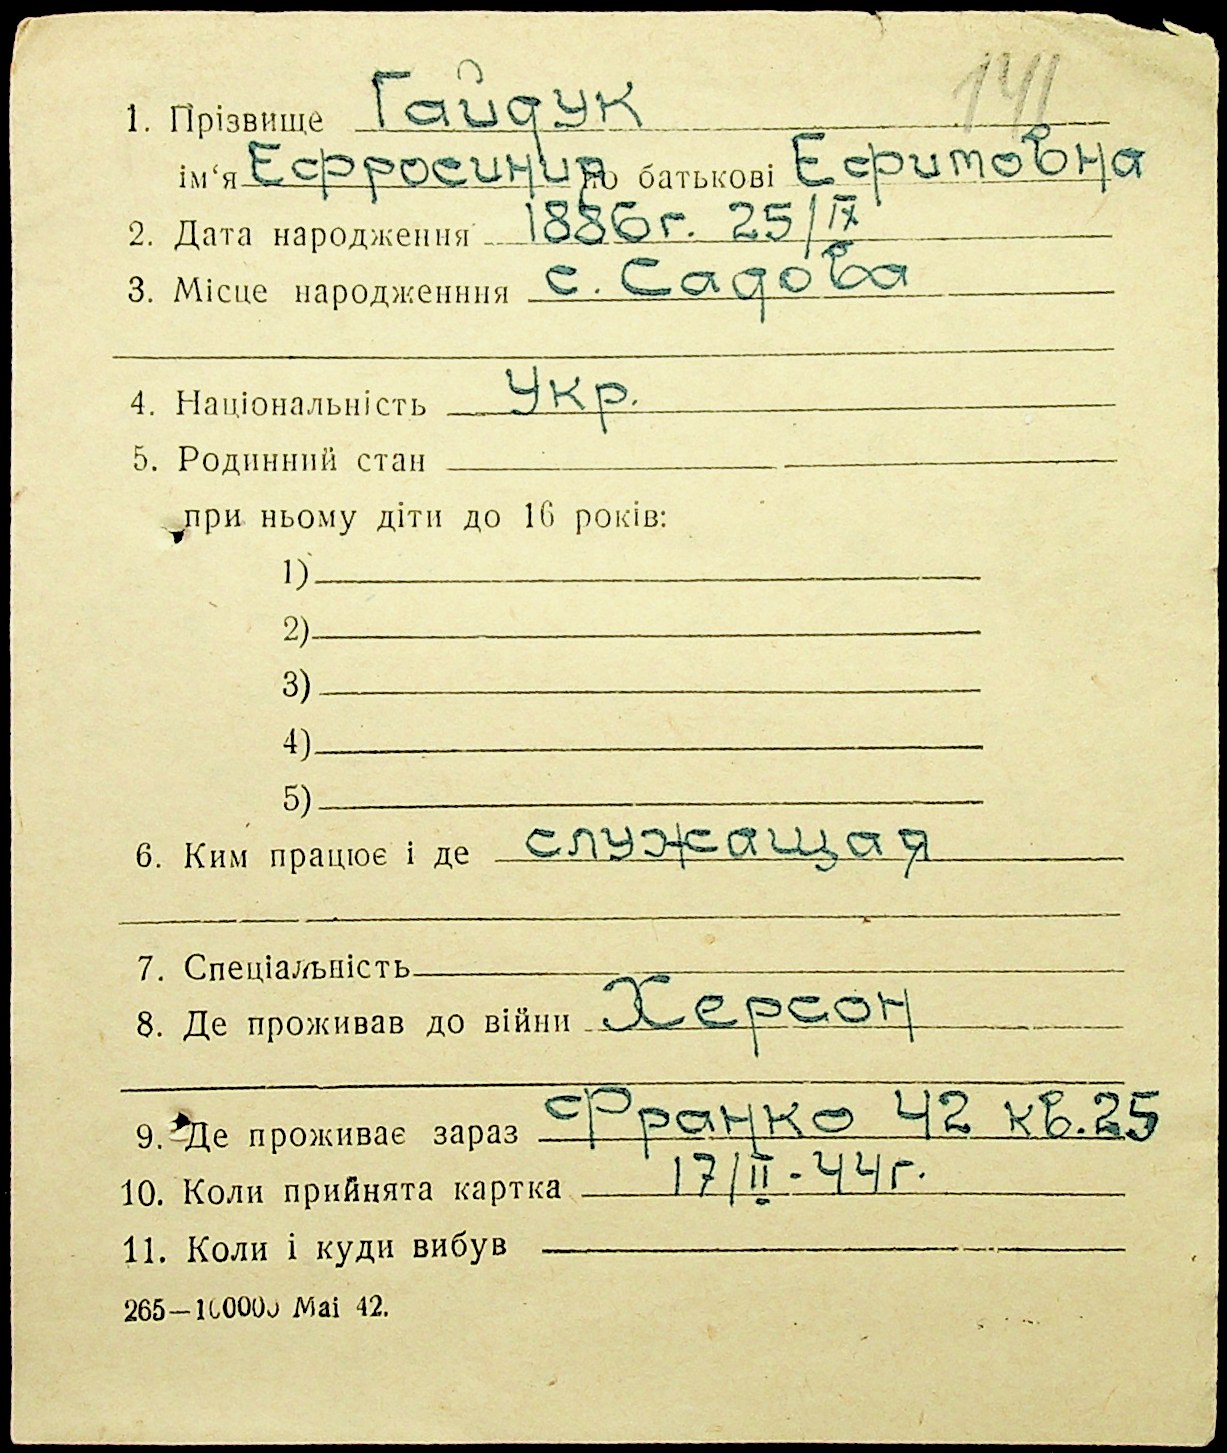 141
1. Прізвище Гайдук
ім‘я Ефросиния по батькові Ефитовна
2. Дата народження 1886г. 25/IX
3. Місце народженння с. Садова
4. Національність Укр.
5. Родинний стан
при ньому діти до 16 років:
1)
2)
3)
4)
5)
6. Ким працює і де служащая
7. Спеціальність
8. Де проживав до війни Херсон
9. Де проживає зараз Франко 42 кв.25
10. Коли прийнята картка 17/II-44г.
11. Коли і куди вибув
265—100000 Маі 42.